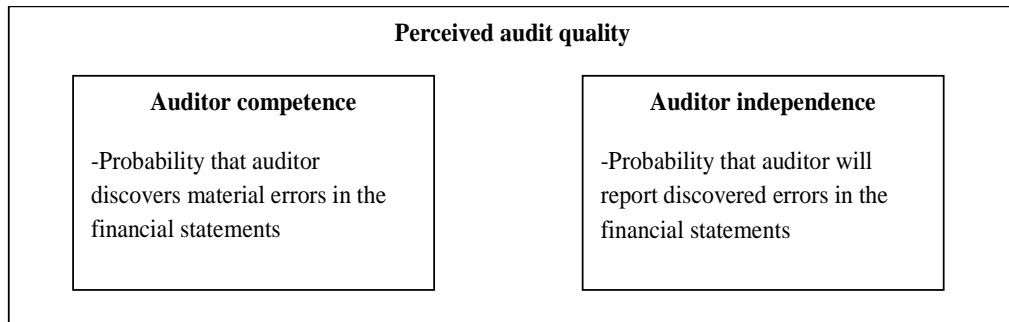 Perceived audit quality
Auditor competence
-Probability that auditor
discovers material errors in the
financial statements
Auditor independence
-Probability that auditor will
report discovered errors in the
financial statements